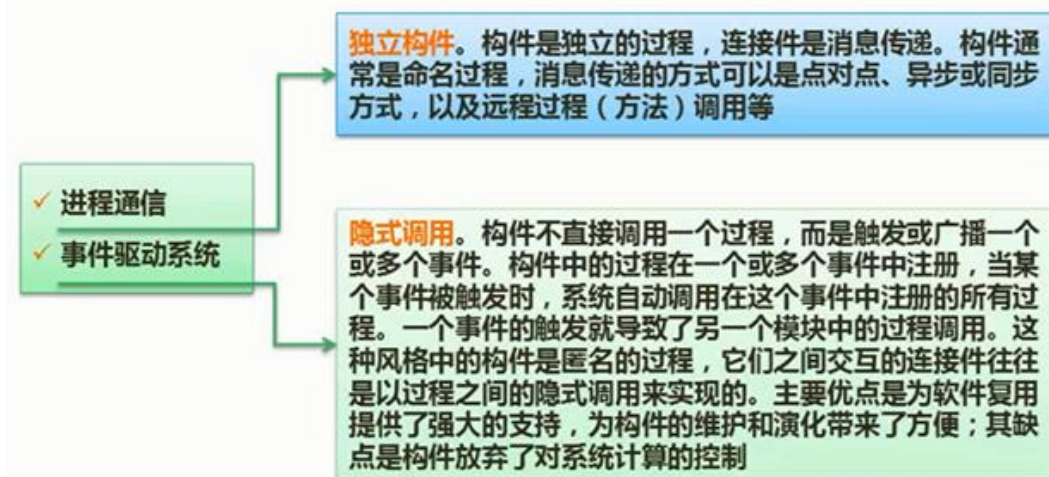 独立构件。构件是独立的过程，连接件是消息传递。构件通
常是命名过程，消息传递的方式可以是点对点、异步或同步
方式，以及远程过程（方法）调用等
✓ 进程通信
✓ 事件驱动系统
隐式调用。构件不直接调用一个过程，而是触发或广播一个
或多个事件。构件中的过程在一个或多个事件中注册，当某
个事件被触发时，系统自动调用在这个事件中注册的所有过
程。一个事件的触发就导致了另一个模块中的过程调用。这
种风格中的构件是匿名的过程，它们之间交互的连接件往往
是以过程之间的隐式调用来实现的。主要优点是为软件复用
提供了强大的支持，为构件的维护和演化带来了方便；其缺
点是构件放弃了对系统计算的控制